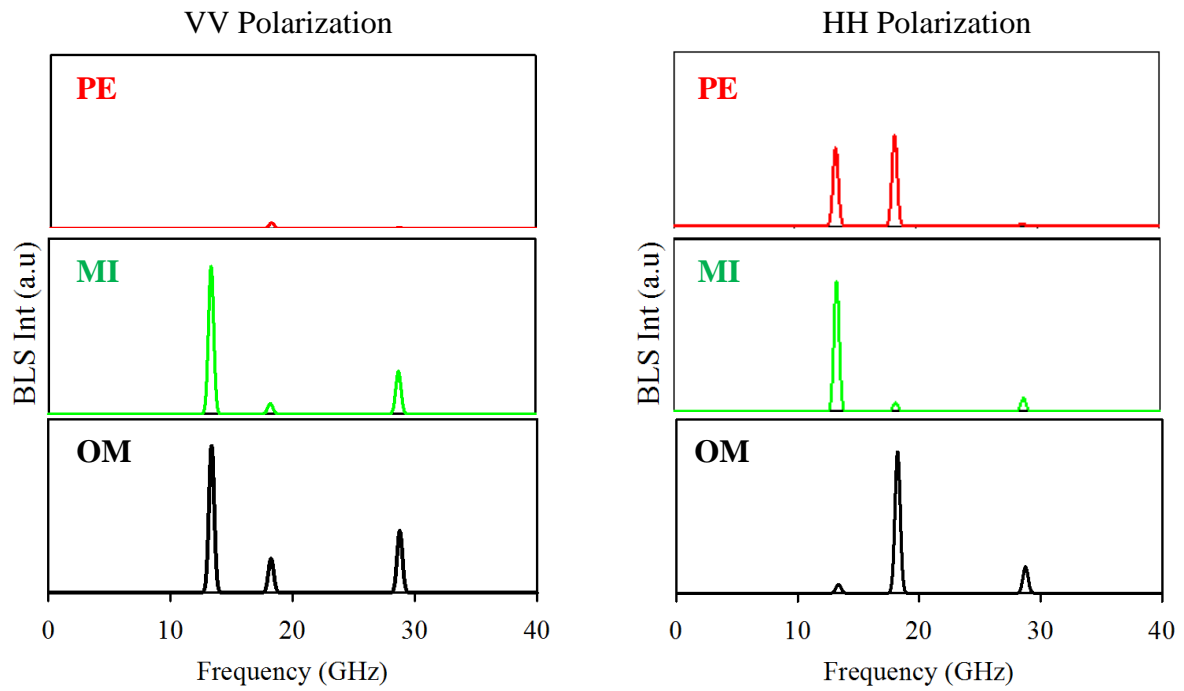 VV Polarization
HH Polarization
PE
PE
MI
MI
OM
OM
BLS Int (a.u)
BLS Int (a.u)
0 10 20 30 40
0 10 20 30 40
Frequency (GHz)
Frequency (GHz)